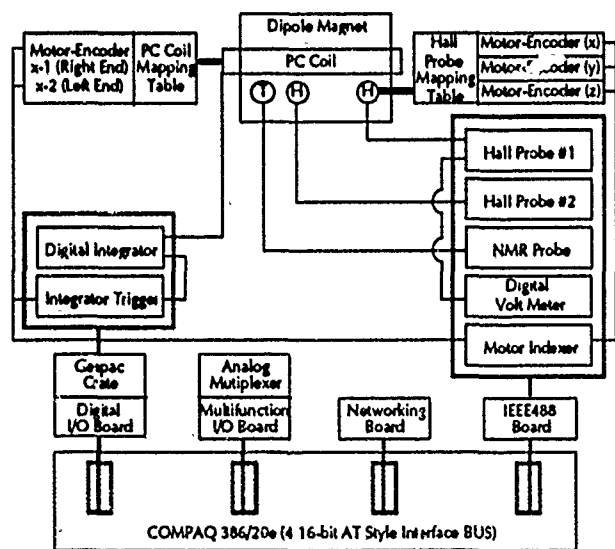 Dipole Magnet
Motor-Encoder
x-1 (Right End)
x-2 (Left End)
PC Coil
Mapping
Table
PC Coil
T
H
H
Hall
Probe
Mapping
Table
Motor-Encoder (x)
Motor-Encoder (y)
Motor-Encoder (z)
Hall Probe #1
Hall Probe #2
NMR Probe
Digital
Volt Meter
Motor Indexer
Digital Integrator
Integrator Trigger
Gespac
Crate
Digital
I/O Board
Analog
Mutiplexer
Multifunction
I/O Board
Networking
Board
IEEE488
Board
COMPAQ 386/20e (4 16-bit AT Style Interface BUS)